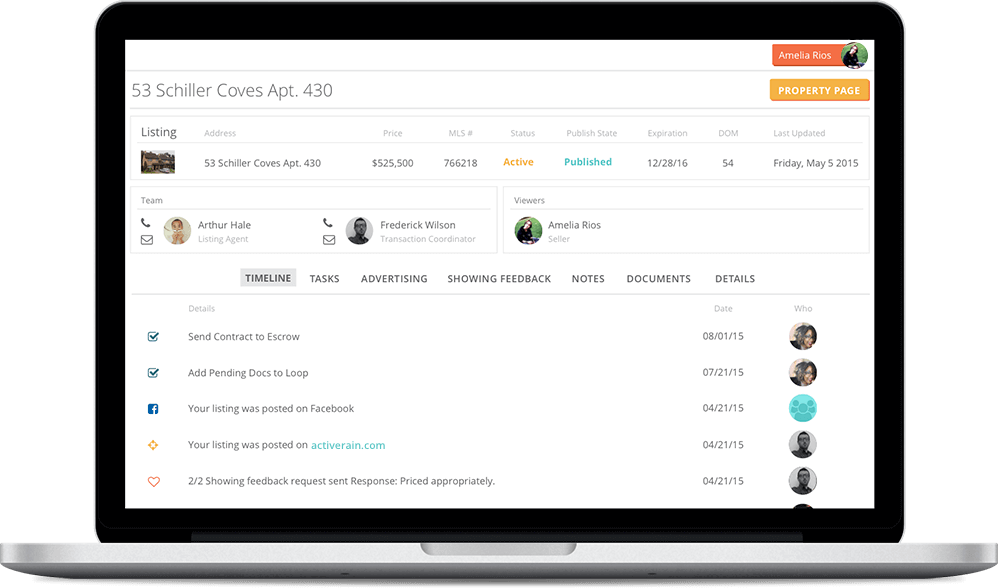 Amelia Rios
53 Schiller Coves Apt. 430
PROPERTY PAGE
Listing Address Price MLS # Status Publish State Expiration DOM Last Updated
53 Schiller Coves Apt. 430 $525,500 766218 Active Published 12/28/16 54 Friday, May 5 2015
Team
Arthur Hale
Listing Agent
Frederick Wilson
Transaction Coordinator
Viewers
Amelia Rios
Seller
TIMELINE TASKS ADVERTISING SHOWING FEEDBACK NOTES DOCUMENTS DETAILS
Details Date Who
Send Contract to Escrow 08/01/15
Add Pending Docs to Loop 07/21/15
Your listing was posted on Facebook 04/21/15
Your listing was posted on activerain.com 04/21/15
2/2 Showing feedback request sent Response: Priced appropriately. 04/21/15